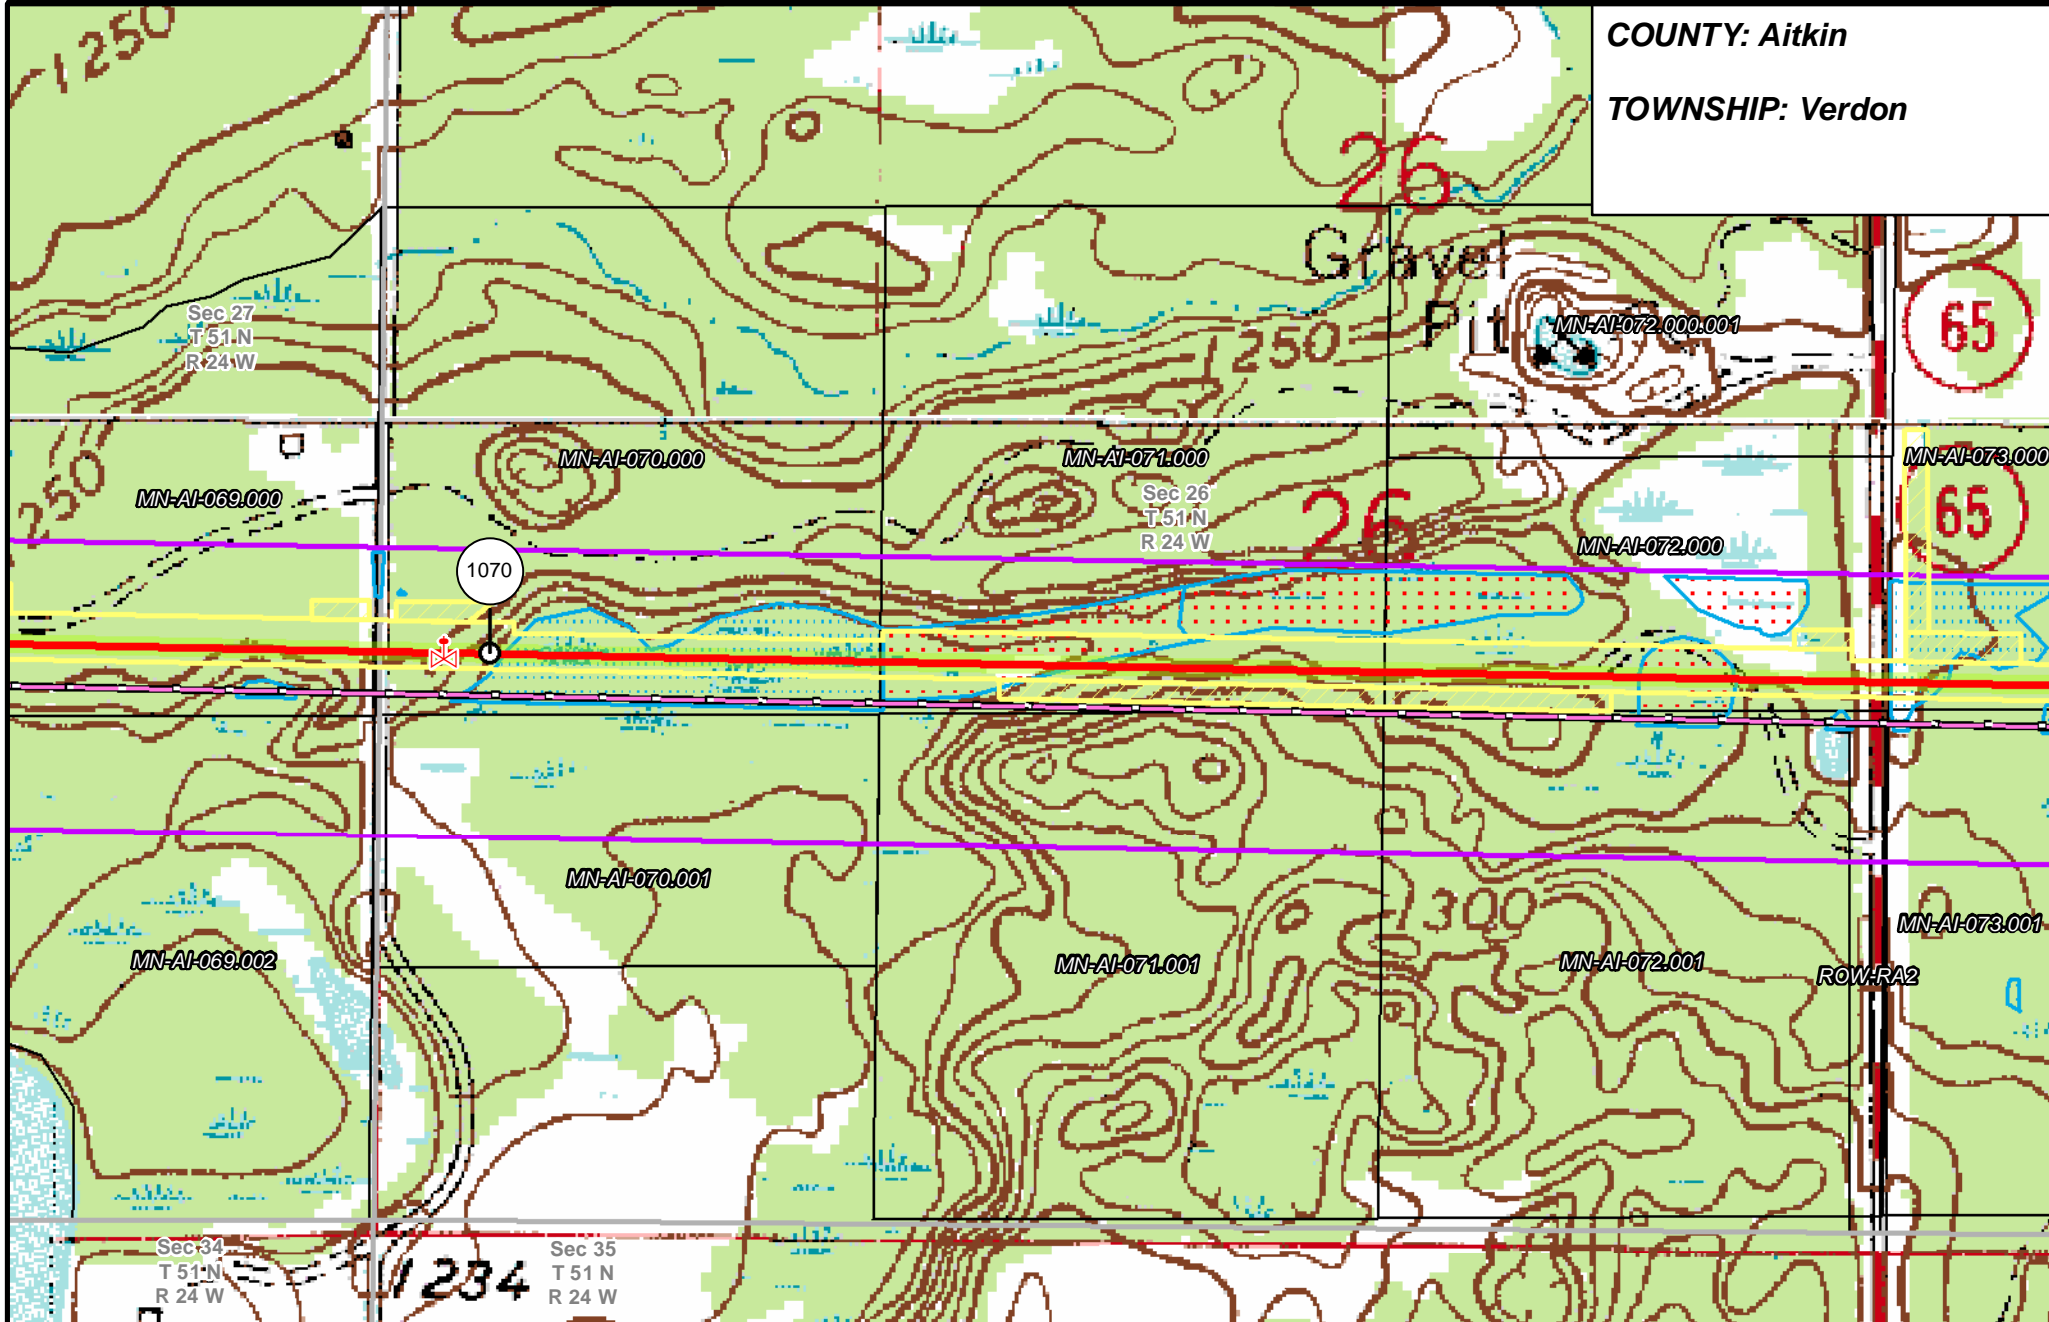 COUNTY: Aitkin
TOWNSHIP: Verdon
1250
26
Gravel
Pit
MN-AI-072.000.001
65
Sec 27
T 51 N
R 24 W
250
MN-AI-070.000
MN-AI-071.000
MN-AI-073.000
250
MN-AI-069.000
Sec 26
T 51 N
R 24 W
26
65
MN-AI-072.000
1070
MN-AI-070.001
1300
MN-AI-073.001
MN-AI-069.002
MN-AI-071.001
MN-AI-072.001
ROW-RA2
Sec 34
T 51 N
R 24 W
1234
Sec 35
T 51 N
R 24 W